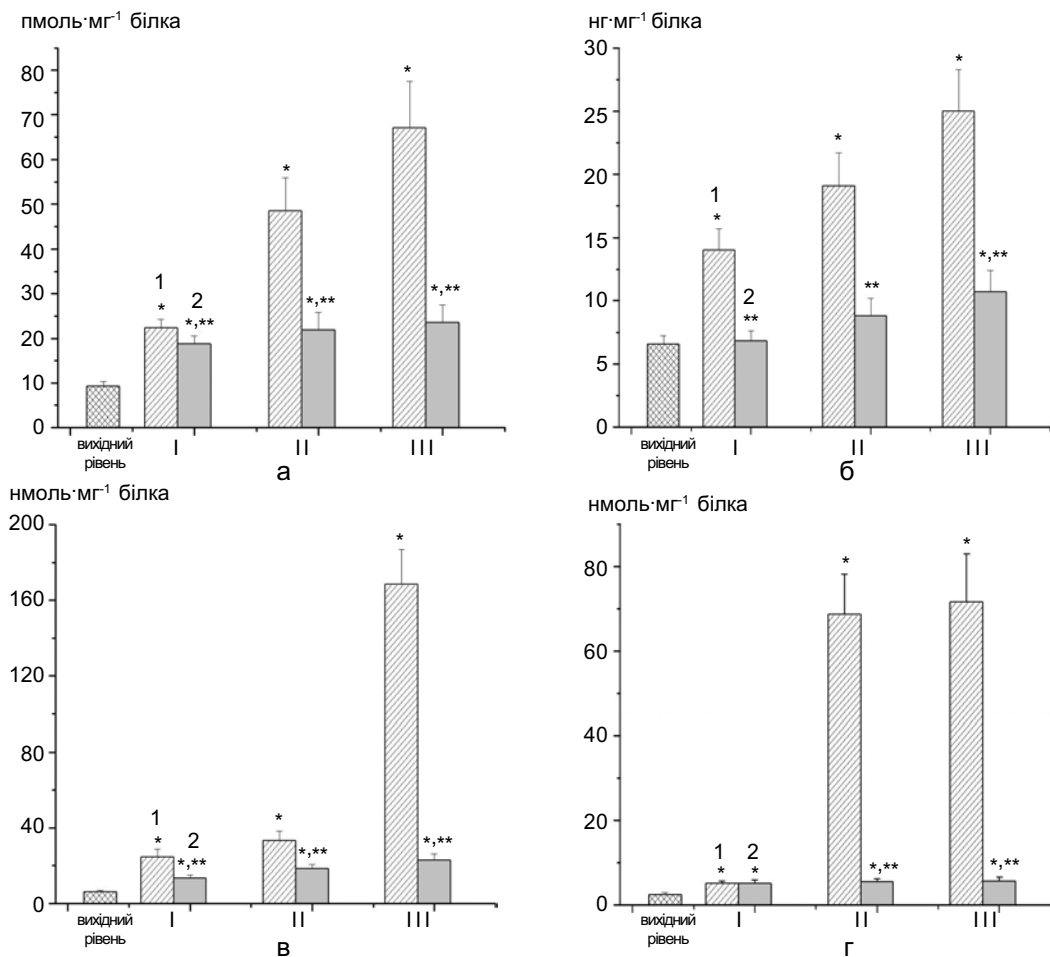 пмоль·мг⁻¹ білка
80
70
60
50
40
30
20
10
0
1
*
2
*,**
*
*,**
*
*,**
вихідний
рівень
I
II
III
а
нг·мг⁻¹ білка
30
25
20
15
10
5
0
1
*
2
**
*
**
*
*,**
вихідний
рівень
I
II
III
б
нмоль·мг⁻¹ білка
200
160
120
80
40
0
1
*
2
*,**
*
*,**
*
*,**
вихідний
рівень
I
II
III
в
нмоль·мг⁻¹ білка
80
60
40
20
0
1
*
2
*
*
*,**
*
*,**
вихідний
рівень
I
II
III
г